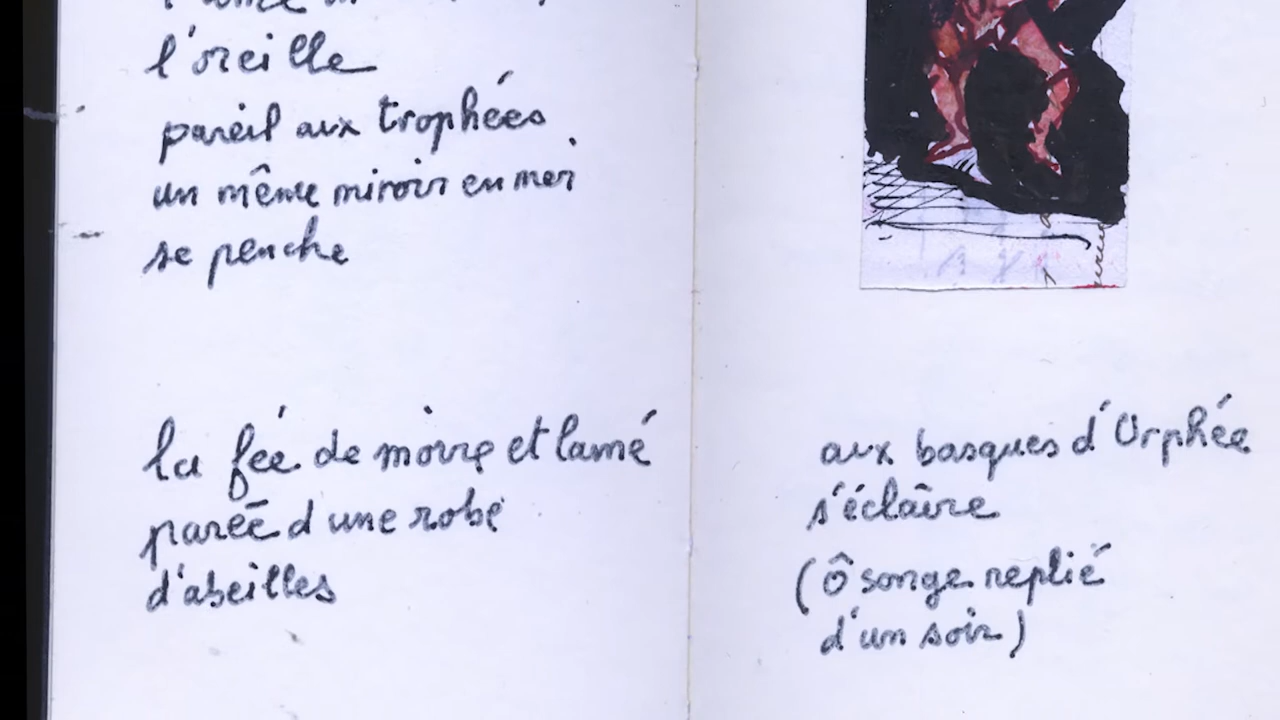 l'oreille
pareil aux trophées
un même miroir en mer
se penche
la fée de moire et lamé
parée d'une robe
d'abeilles
aux basques d'Orphée
s'éclaire
(Ô songe replié
d'un soir)